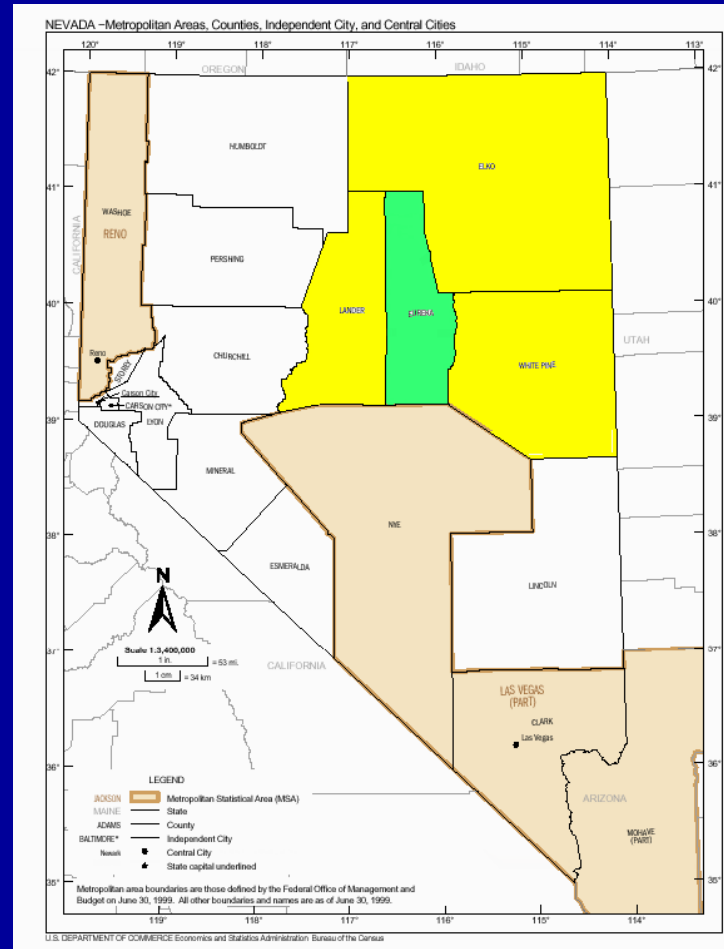 NEVADA -Metropolitan Areas, Counties, Independent City, and Central Cities
120° 119° 118° 117° 116° 115° 114° 113°
42° OREGON IDAHO 42°
HUMBOLDT
ELKO
41° 41°
WASHOE
RENO
CALIFORNIA
PERSHING
40° LANDER EUREKA 40°
UTAH
CHURCHILL
WHITE PINE
Reno
STOREY
Carson City
CARSON CITY*
39° DOUGLAS LYON 39°
MINERAL
NYE
38° 38°
ESMERALDA
LINCOLN
N
Scale 1:3,400,000
1 in. = 53 mi.
1 cm = 34 km
37° 37°
CALIFORNIA
LAS VEGAS
(PART)
CLARK
Las Vegas
36° 36°
LEGEND
JACKSON Metropolitan Statistical Area (MSA)
MAINE State
ADAMS County
BALTIMORE* Independent City
Newark Central City
State capital underlined
ARIZONA
MOHAVE
(PART)
35° 35°
Metropolitan area boundaries are those defined by the Federal Office of Management and
Budget on June 30, 1999. All other boundaries and names are as of June 30, 1999.
119° 118° 117° 116° 115° 114°
U.S. DEPARTMENT OF COMMERCE Economics and Statistics Administration Bureau of the Census